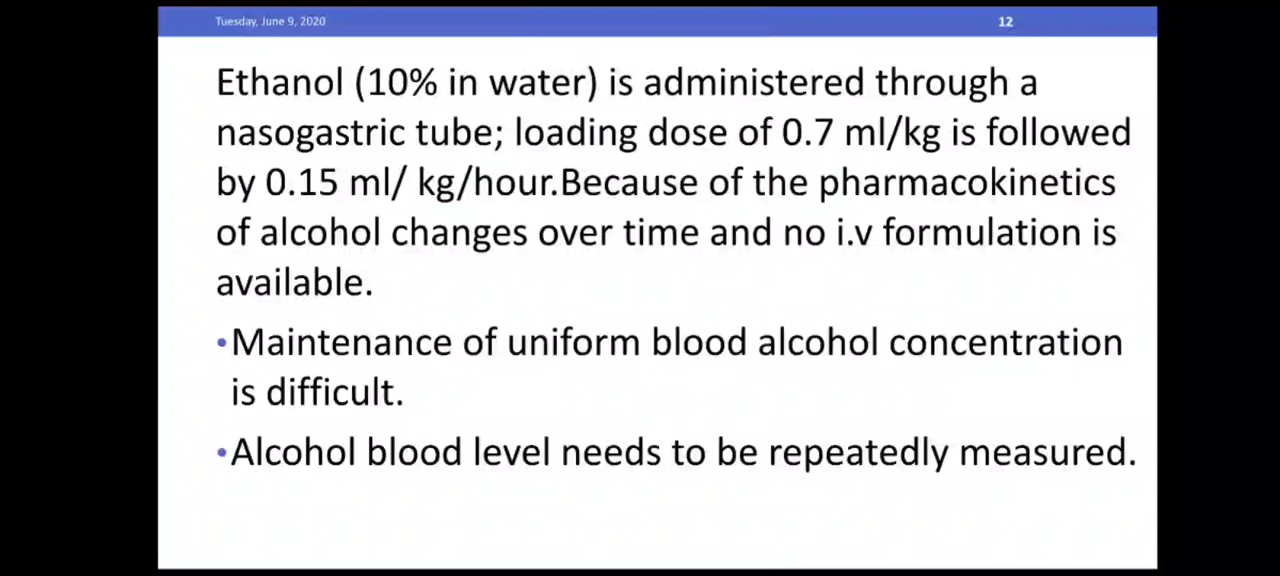 Tuesday, June 9, 2020
12
Ethanol (10% in water) is administered through a
nasogastric tube; loading dose of 0.7 ml/kg is followed
by 0.15 ml/ kg/hour.Because of the pharmacokinetics
of alcohol changes over time and no i.v formulation is
available.
•Maintenance of uniform blood alcohol concentration
is difficult.
•Alcohol blood level needs to be repeatedly measured.